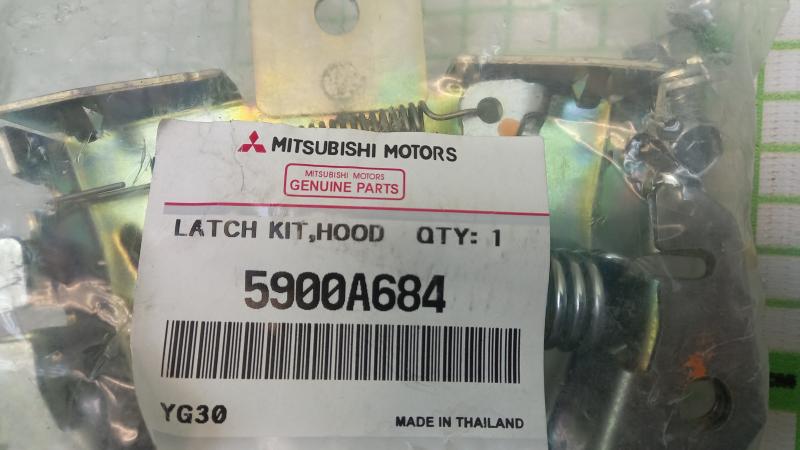 MITSUBISHI MOTORS
MITSUBISHI MOTORS
GENUINE PARTS
LATCH KIT,HOOD QTY: 1
5900A684
YG30 MADE IN THAILAND